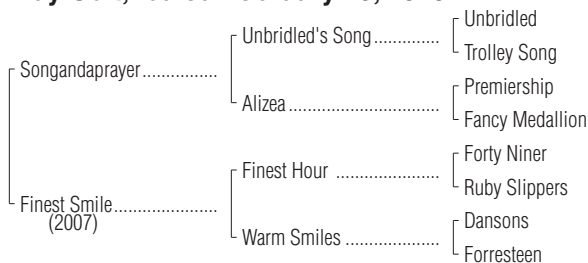 Unbridled
Unbridled's Song
Trolley Song
Songandaprayer
Premiership
Alizea
Fancy Medallion
Forty Niner
Finest Hour
Ruby Slippers
Finest Smile
(2007)
Dansons
Warm Smiles
Forresteen